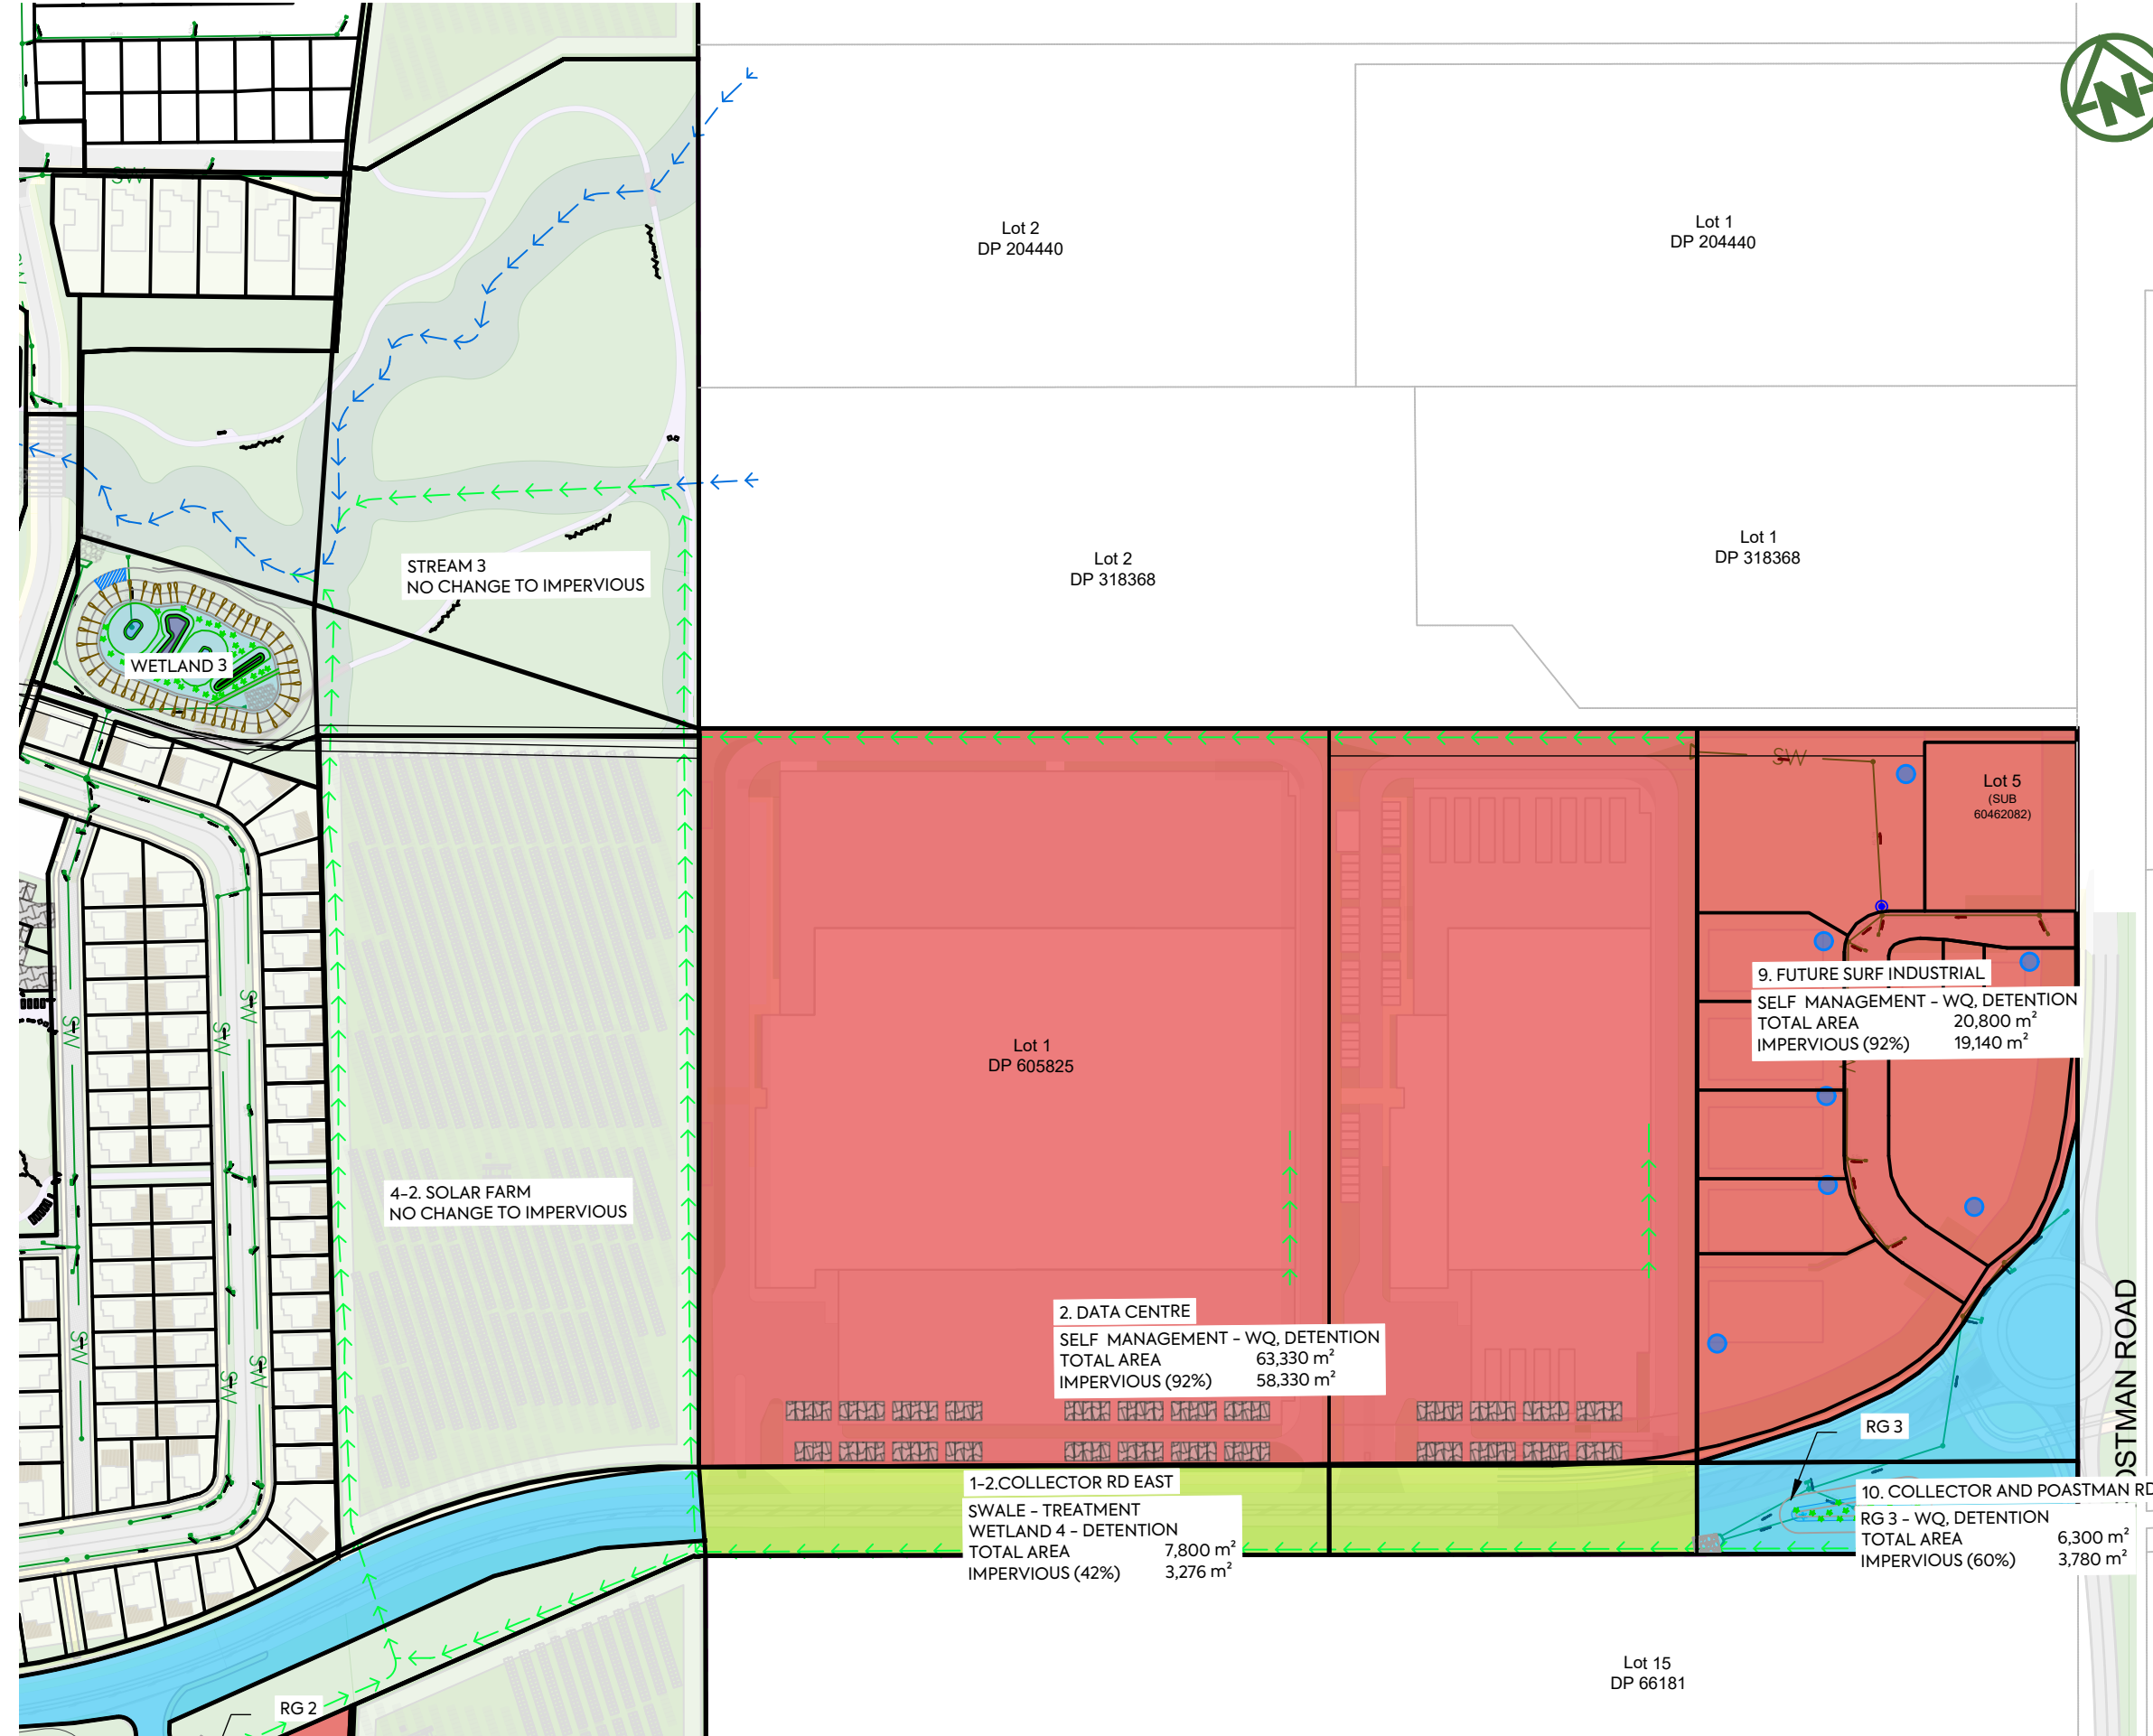 N
SW
Lot 2
DP 204440
Lot 1
DP 204440
STREAM 3
NO CHANGE TO IMPERVIOUS
Lot 2
DP 318368
Lot 1
DP 318368
WETLAND 3
SW
Lot 5
(SUB
60462082)
9. FUTURE SURF INDUSTRIAL
SELF MANAGEMENT - WQ, DETENTION
TOTAL AREA 20,800 m²
IMPERVIOUS (92%) 19,140 m²
SW
SW
SW
Lot 1
DP 605825
4-2. SOLAR FARM
NO CHANGE TO IMPERVIOUS
2. DATA CENTRE
SELF MANAGEMENT - WQ, DETENTION
TOTAL AREA 63,330 m²
IMPERVIOUS (92%) 58,330 m²
SW
SW
SW
RG 3
OSTMAN ROAD
1-2.COLLECTOR RD EAST
SWALE - TREATMENT
WETLAND 4 - DETENTION
TOTAL AREA 7,800 m²
IMPERVIOUS (42%) 3,276 m²
10. COLLECTOR AND POASTMAN RD
RG 3 - WQ, DETENTION
TOTAL AREA 6,300 m²
IMPERVIOUS (60%) 3,780 m²
Lot 15
DP 66181
RG 2